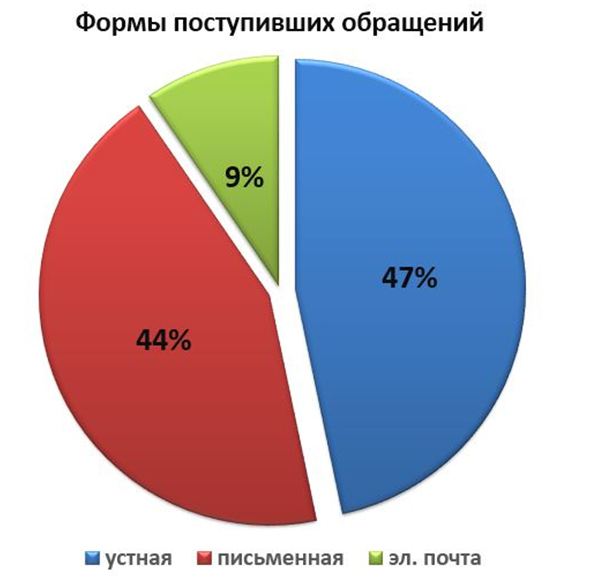 Формы поступивших обращений
9%
47%
44%
устная письменная эл. почта